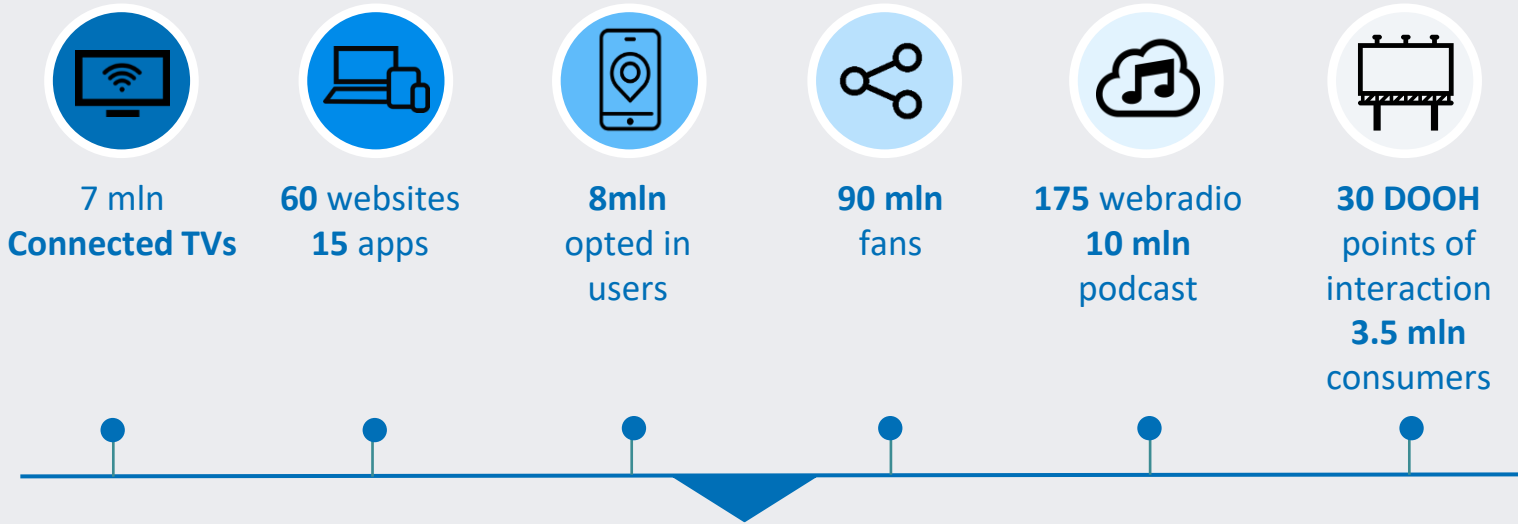 7 mln
Connected TVs
60 websites
15 apps
8mln
opted in
users
90 mln
fans
175 webradio
10 mln
podcast
30 DOOH
points of
interaction
3.5 mln
consumers